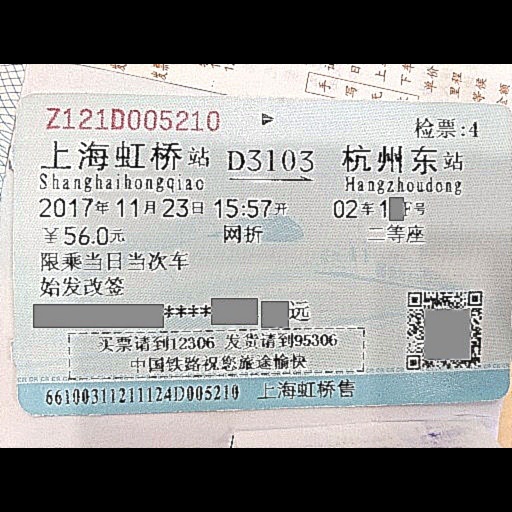 Z121D005210
检票:4
上海虹桥站 D3103 杭州东站
Shanghaihongqiao Hangzhoudong
2017年11月23日 15:57开 02车1 F号
¥56.0元 网折 二等座
限乘当日当次车
始发改签
**** 远
买票请到12306 发货请到95306
中国铁路祝您旅途愉快
66100311211124D005210 上海虹桥售